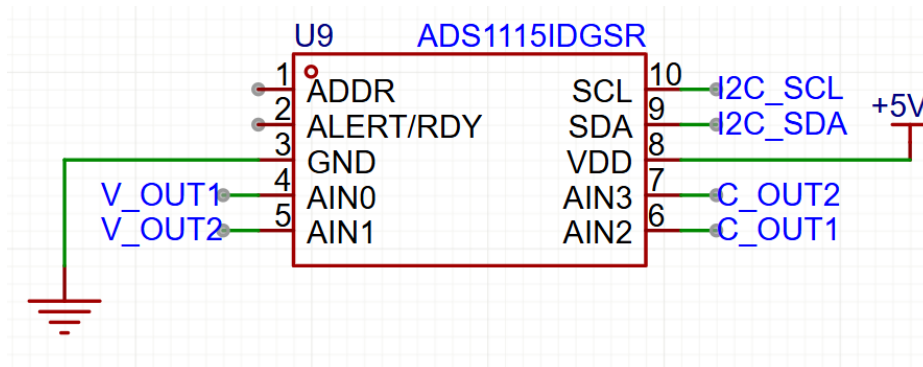 U9 ADS1115IDGSR
1 ADDR SCL 10 I2C_SCL
2 ALERT/RDY SDA 9 I2C_SDA +5V
3 GND VDD 8
V_OUT1 4 AIN0 AIN3 7 C_OUT2
V_OUT2 5 AIN1 AIN2 6 C_OUT1